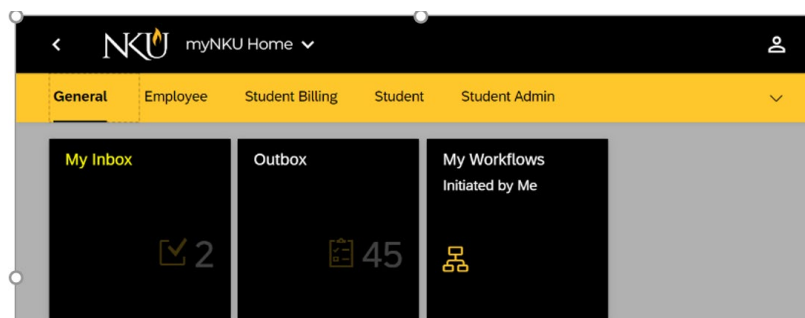 NKU myNKU Home
General Employee Student Billing Student Student Admin
My Inbox Outbox My Workflows
Initiated by Me
2 45